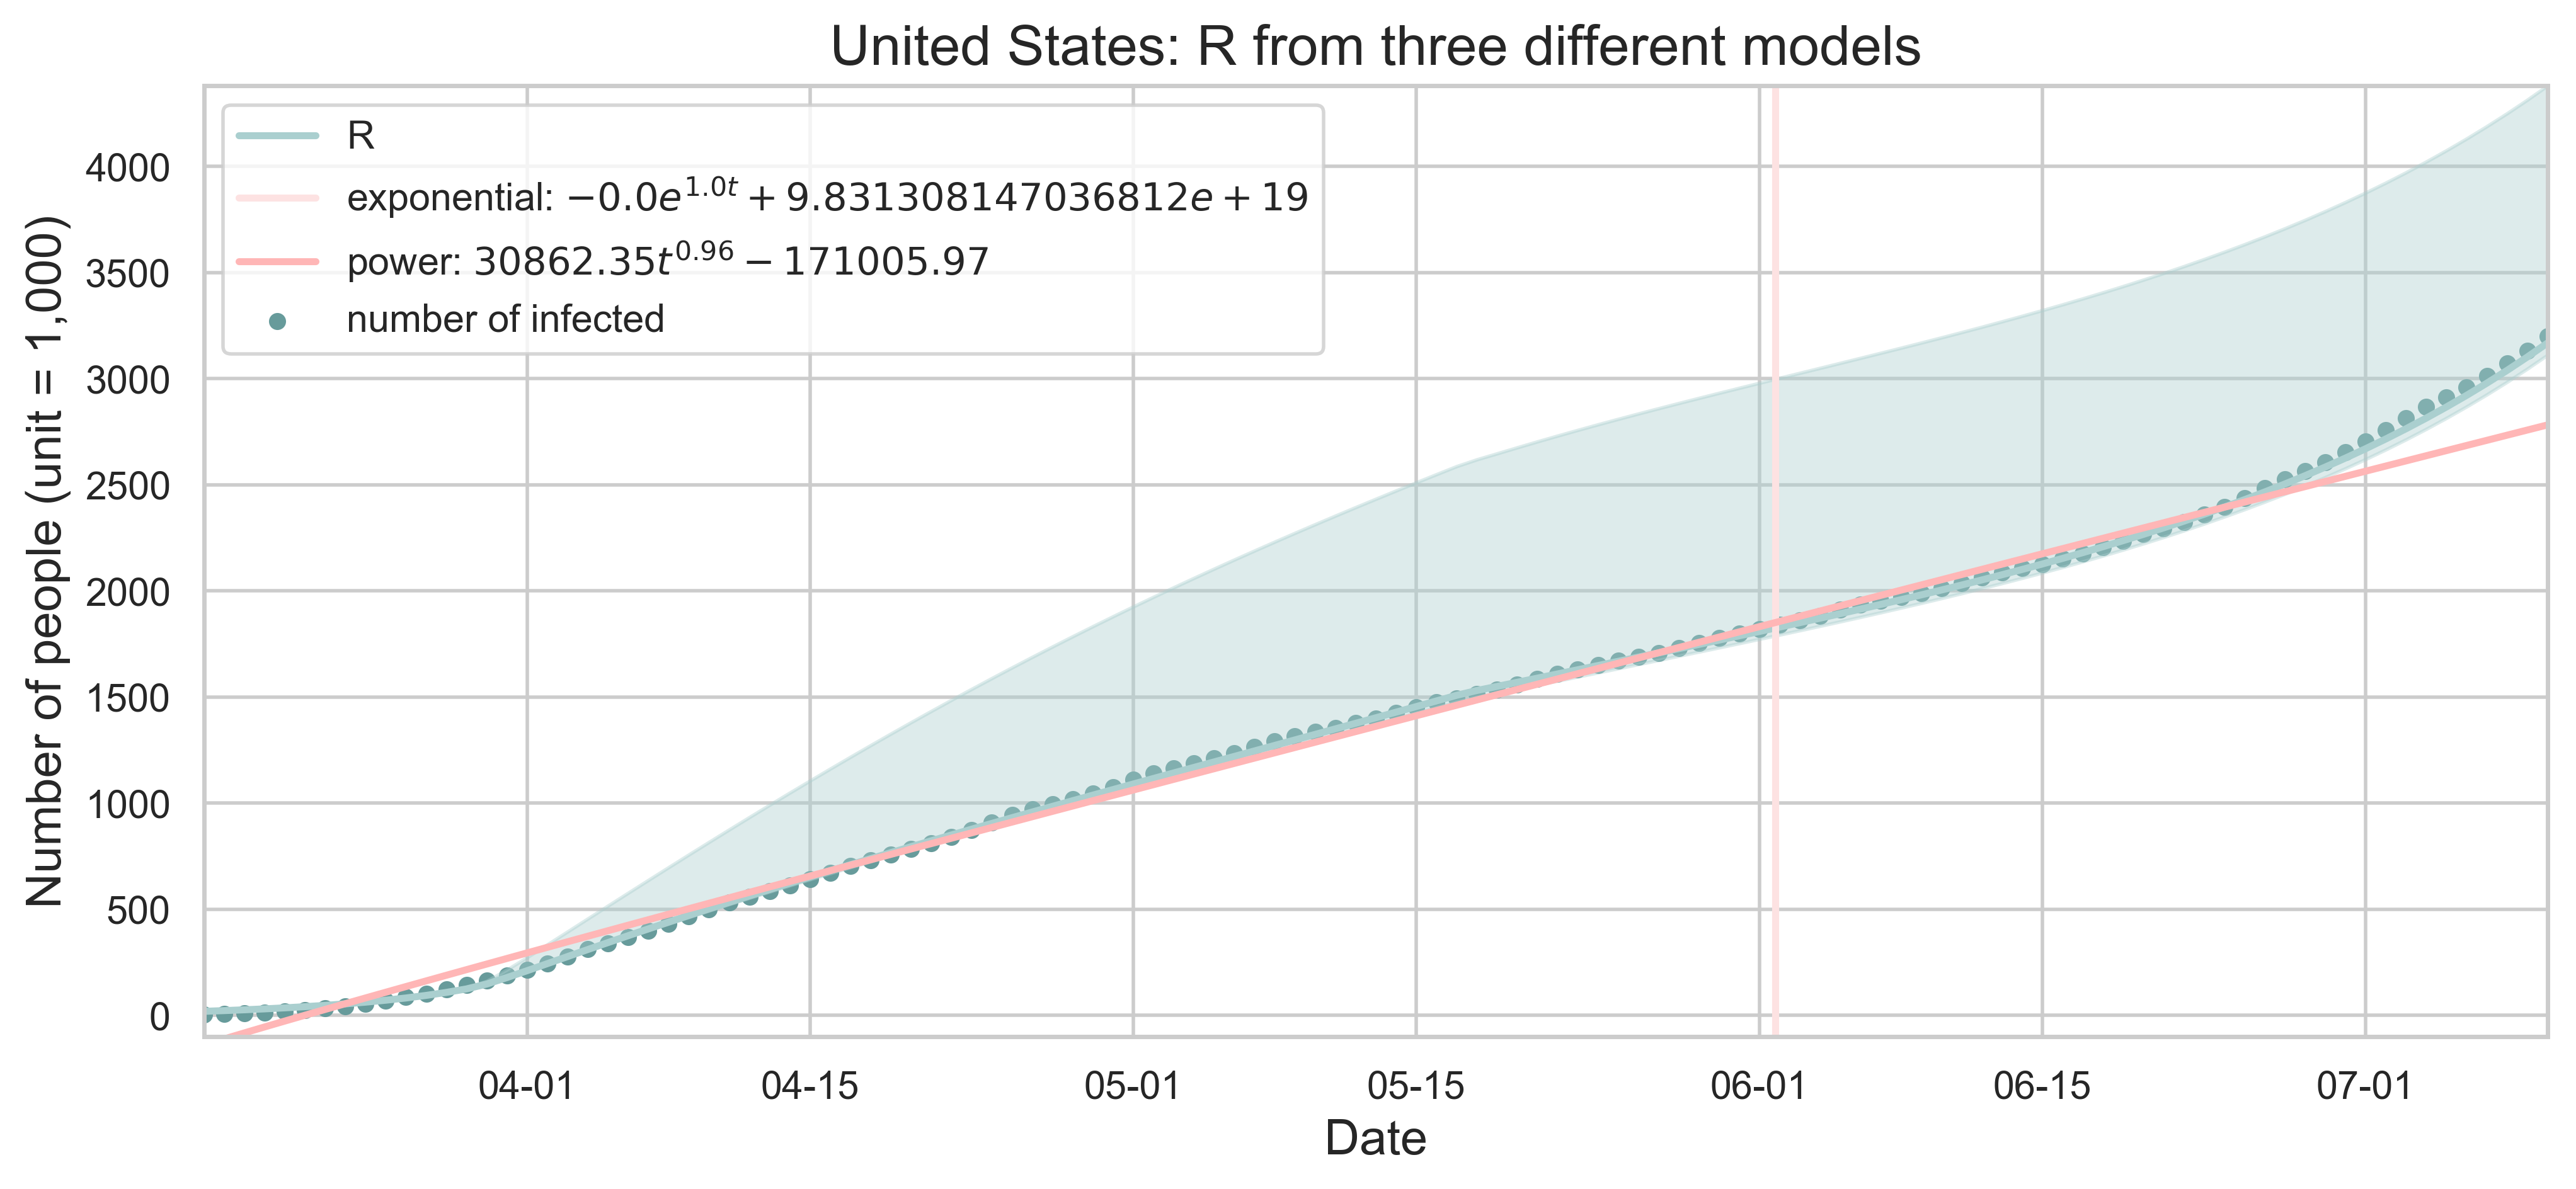 United States: R from three different models
R
exponential: −0.0e^{1.0t} + 9.831308147036812e + 19
power: 30862.35t^{0.96} − 171005.97
number of infected
Number of people (unit = 1,000)
4000
3500
3000
2500
2000
1500
1000
500
0
04-01 04-15 05-01 05-15 06-01 06-15 07-01
Date